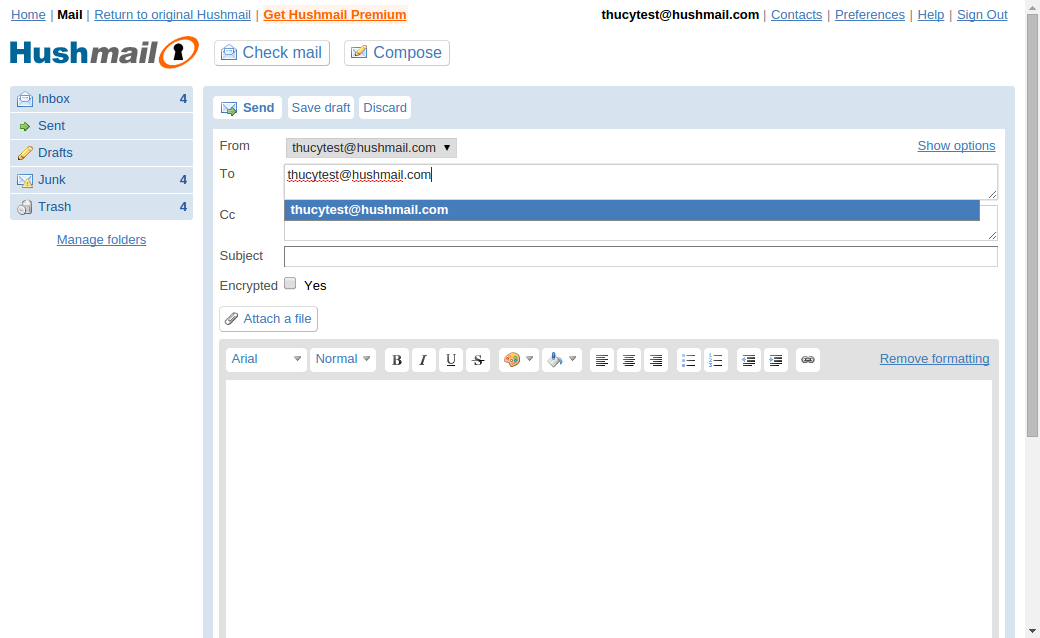 Home | Mail | Return to original Hushmail | Get Hushmail Premium
thucytest@hushmail.com | Contacts | Preferences | Help | Sign Out
Hushmail
Check mail
Compose
Inbox 4
Sent
Drafts
Junk 4
Trash 4
Manage folders
Send
Save draft
Discard
From thucytest@hushmail.com Show options
To thucytest@hushmail.com
thucytest@hushmail.com
Cc
Subject
Encrypted Yes
Attach a file
Arial Normal B I U S Remove formatting